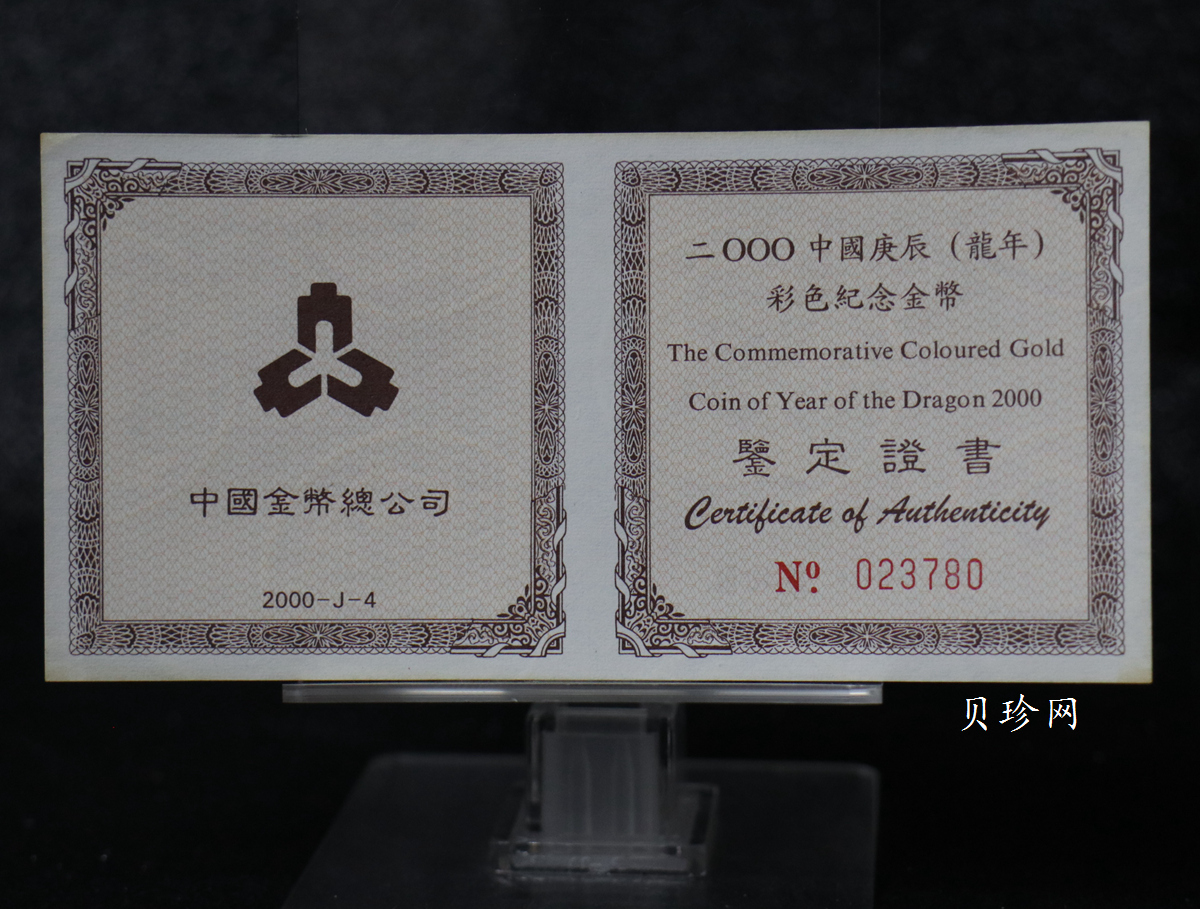 中國金幣總公司
2000-J-4
二OOO中國庚辰（龍年）
彩色紀念金幣
The Commemorative Coloured Gold
Coin of Year of the Dragon 2000
鑒定證書
Certificate of Authenticity
Nº. 023780
贝珍网